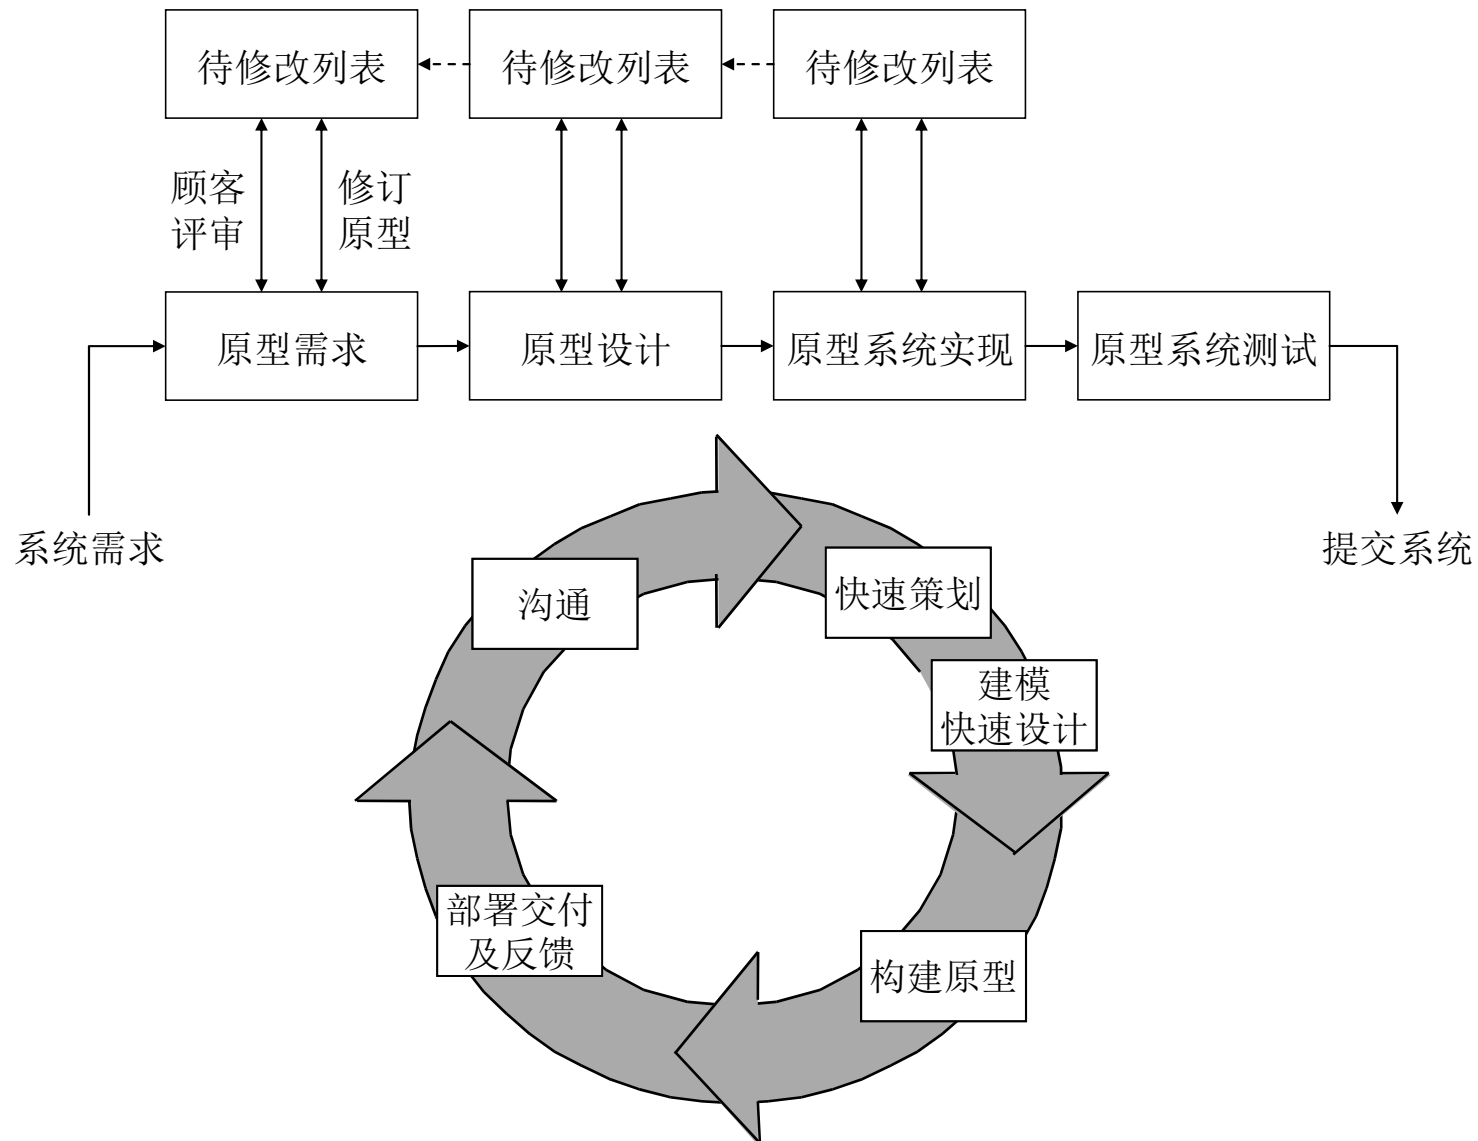 待修改列表
待修改列表
待修改列表
顾客
评审
修订
原型
原型需求
原型设计
原型系统实现
原型系统测试
系统需求
提交系统
沟通
快速策划
建模
快速设计
部署交付
及反馈
构建原型